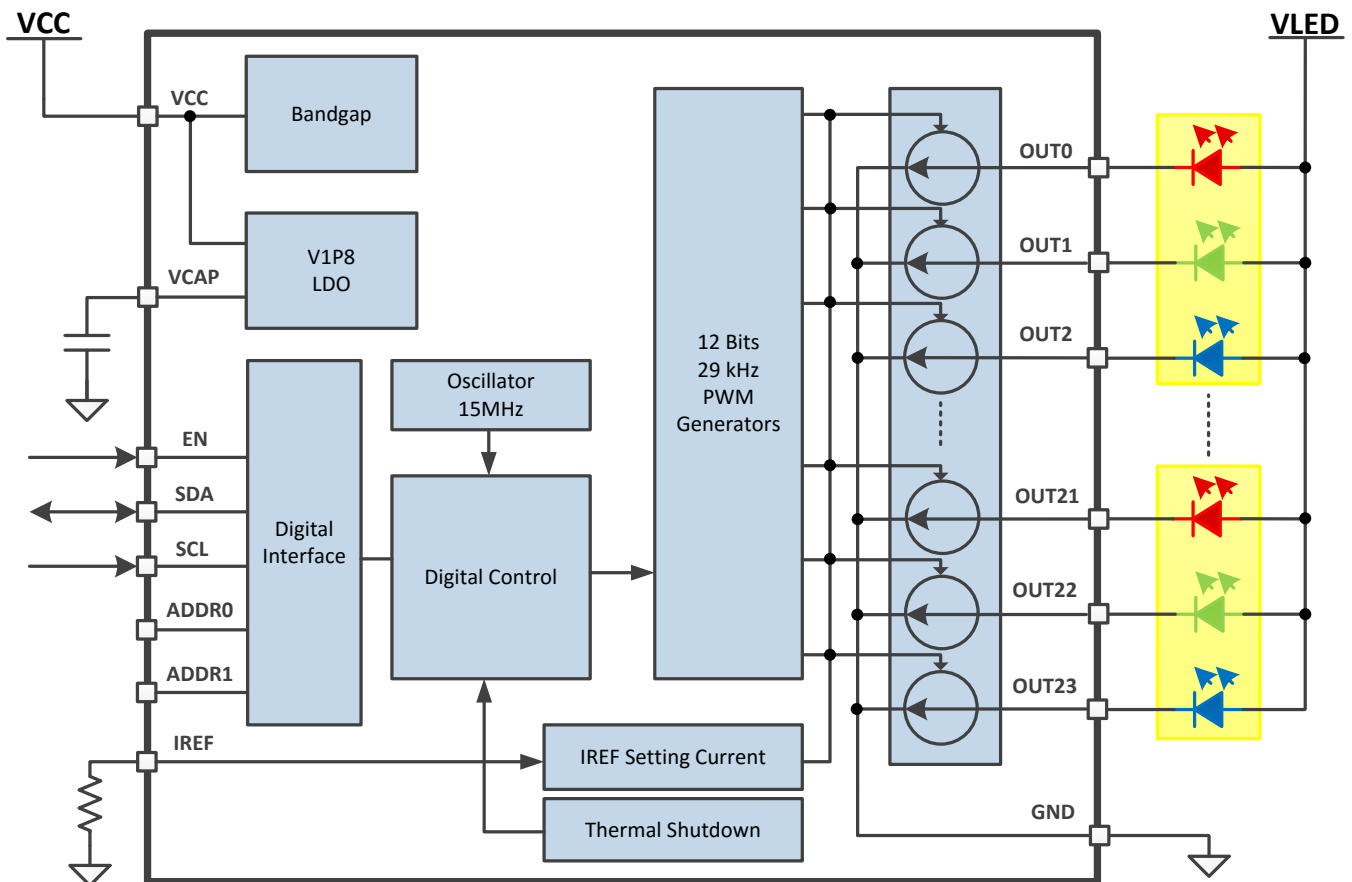 VCC
VLED
VCC
Bandgap
V1P8
LDO
VCAP
EN
SDA
SCL
ADDR0
ADDR1
IREF
Digital
Interface
Oscillator
15MHz
Digital Control
12 Bits
29 kHz
PWM
Generators
IREF Setting Current
Thermal Shutdown
OUT0
OUT1
OUT2
OUT21
OUT22
OUT23
GND